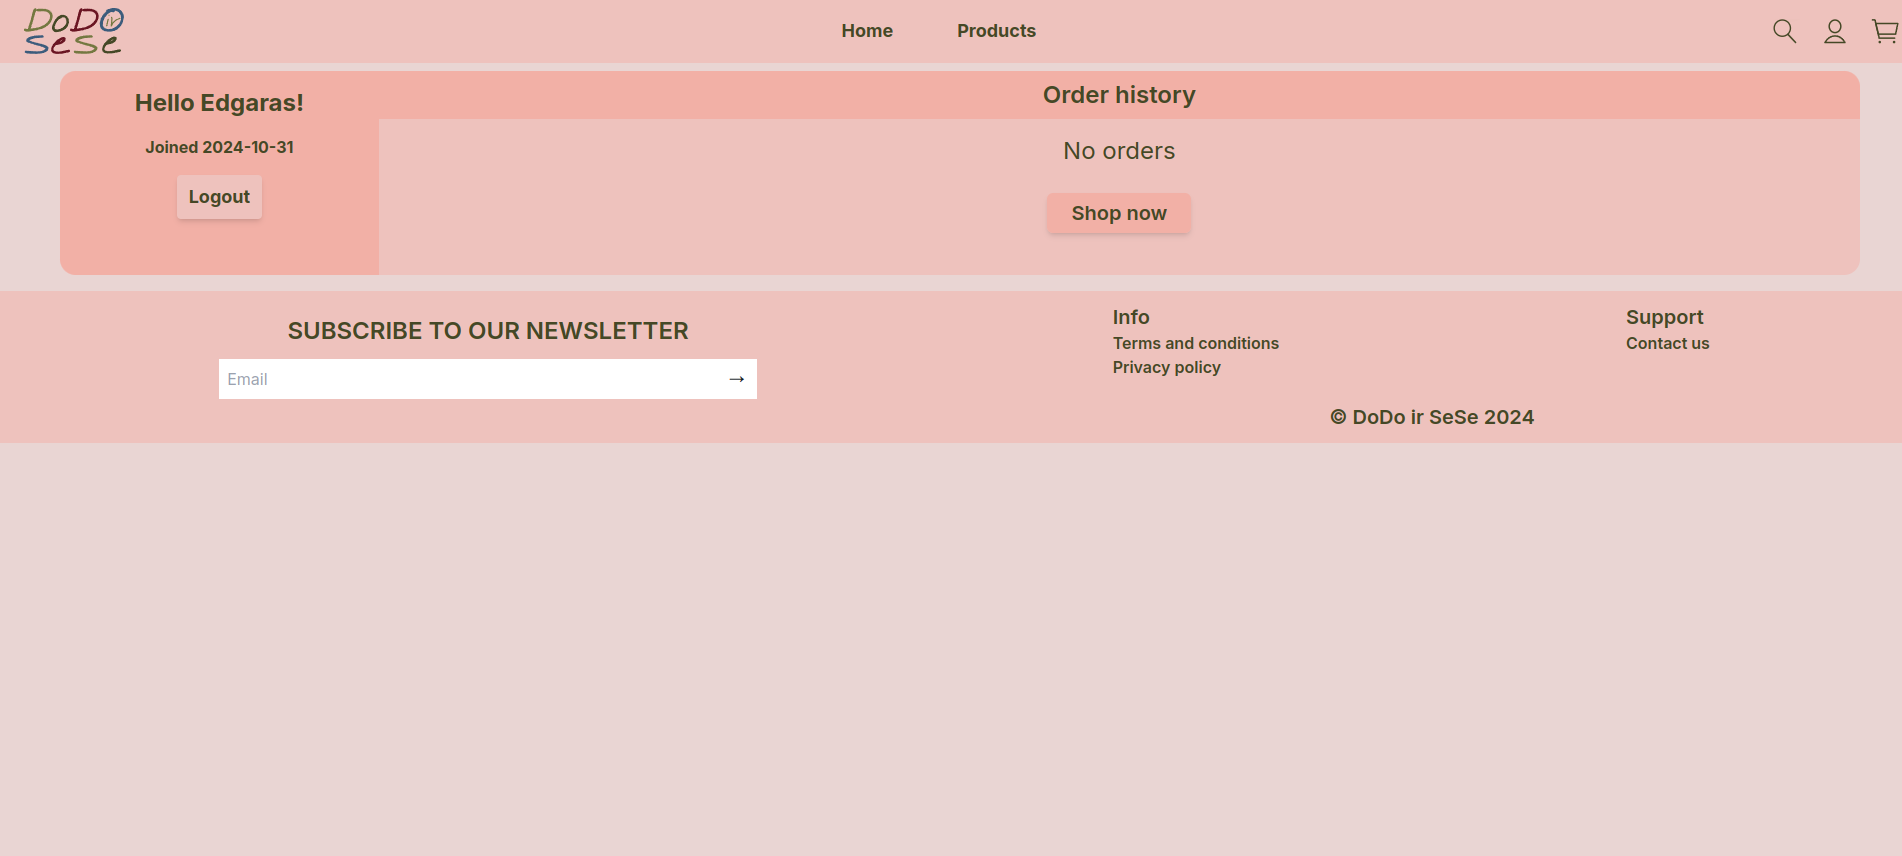 DoDO ir
SeSe
Home Products
Hello Edgaras!
Joined 2024-10-31
Logout
Order history
No orders
Shop now
SUBSCRIBE TO OUR NEWSLETTER
Email →
Info
Terms and conditions
Privacy policy
Support
Contact us
© DoDo ir SeSe 2024